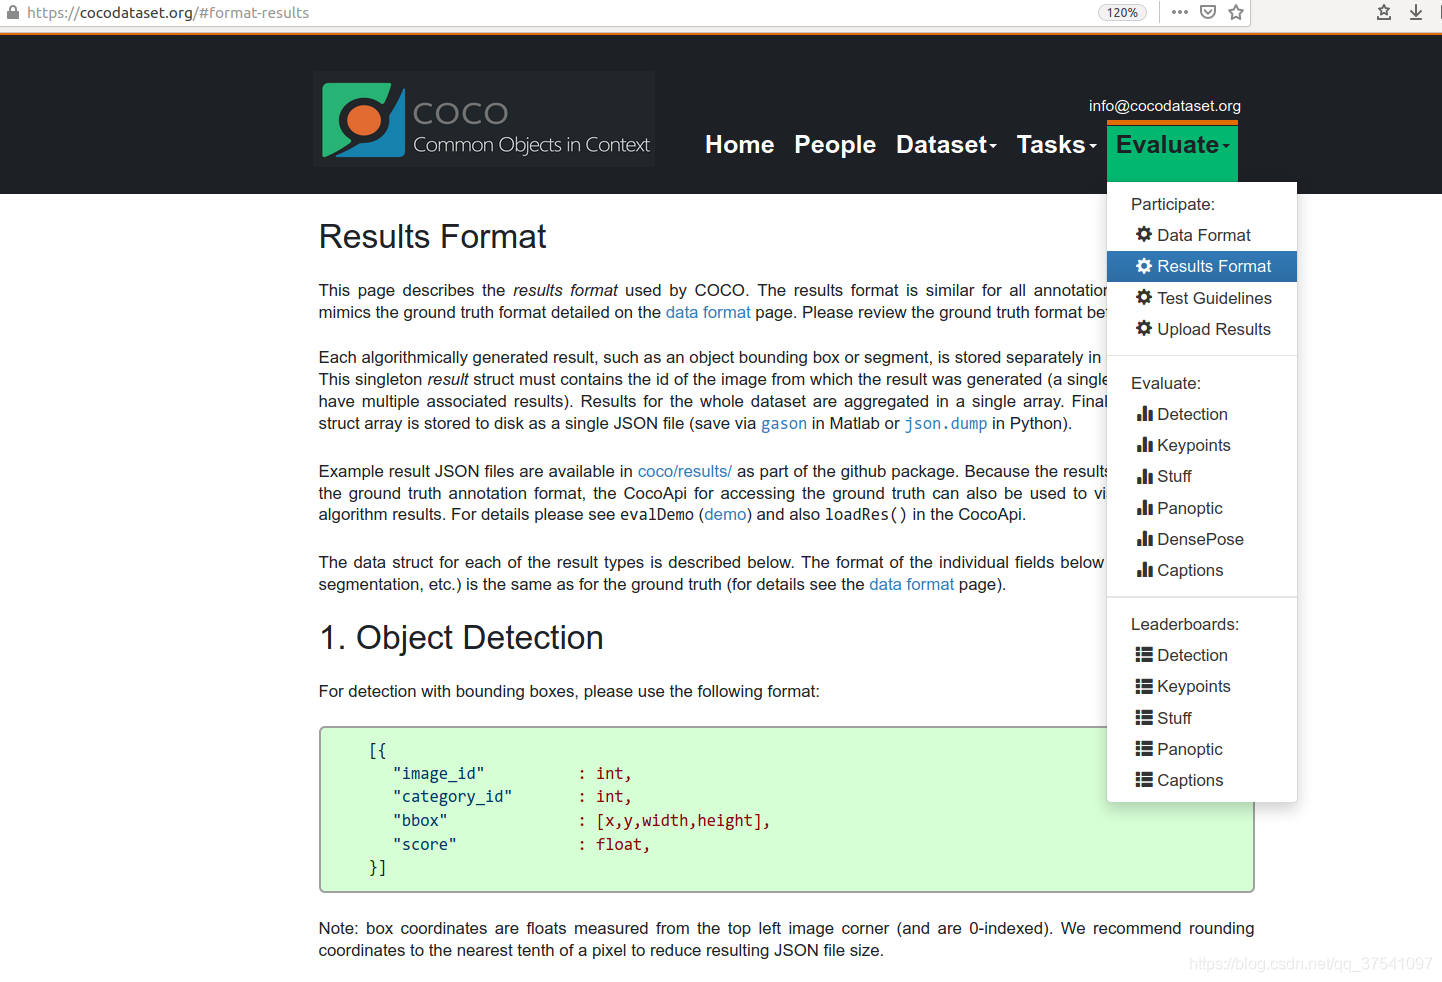 https://cocodataset.org/#format-results
120%
info@cocodataset.org
COCO
Common Objects in Context
Home People Dataset Tasks Evaluate
Participate:
Data Format
Results Format
Test Guidelines
Upload Results
Evaluate:
Detection
Keypoints
Stuff
Panoptic
DensePose
Captions
Leaderboards:
Detection
Keypoints
Stuff
Panoptic
Captions
Results Format
This page describes the results format used by COCO. The results format is similar for all annotation
mimics the ground truth format detailed on the data format page. Please review the ground truth format
Each algorithmically generated result, such as an object bounding box or segment, is stored separately in
This singleton result struct must contains the id of the image from which the result was generated (a single
have multiple associated results). Results for the whole dataset are aggregated in a single array. Final
struct array is stored to disk as a single JSON file (save via gason in Matlab or json.dump in Python).
Example result JSON files are available in coco/results/ as part of the github package. Because the results
the ground truth annotation format, the CocoApi for accessing the ground truth can also be used to vi
algorithm results. For details please see evalDemo (demo) and also loadRes() in the CocoApi.
The data struct for each of the result types is described below. The format of the individual fields below
segmentation, etc.) is the same as for the ground truth (for details see the data format page).
1. Object Detection
For detection with bounding boxes, please use the following format:
[{
"image_id" : int,
"category_id" : int,
"bbox" : [x,y,width,height],
"score" : float,
}]
Note: box coordinates are floats measured from the top left image corner (and are 0-indexed). We recommend rounding
coordinates to the nearest tenth of a pixel to reduce resulting JSON file size.
https://blog.csdn.net/qq_37541097